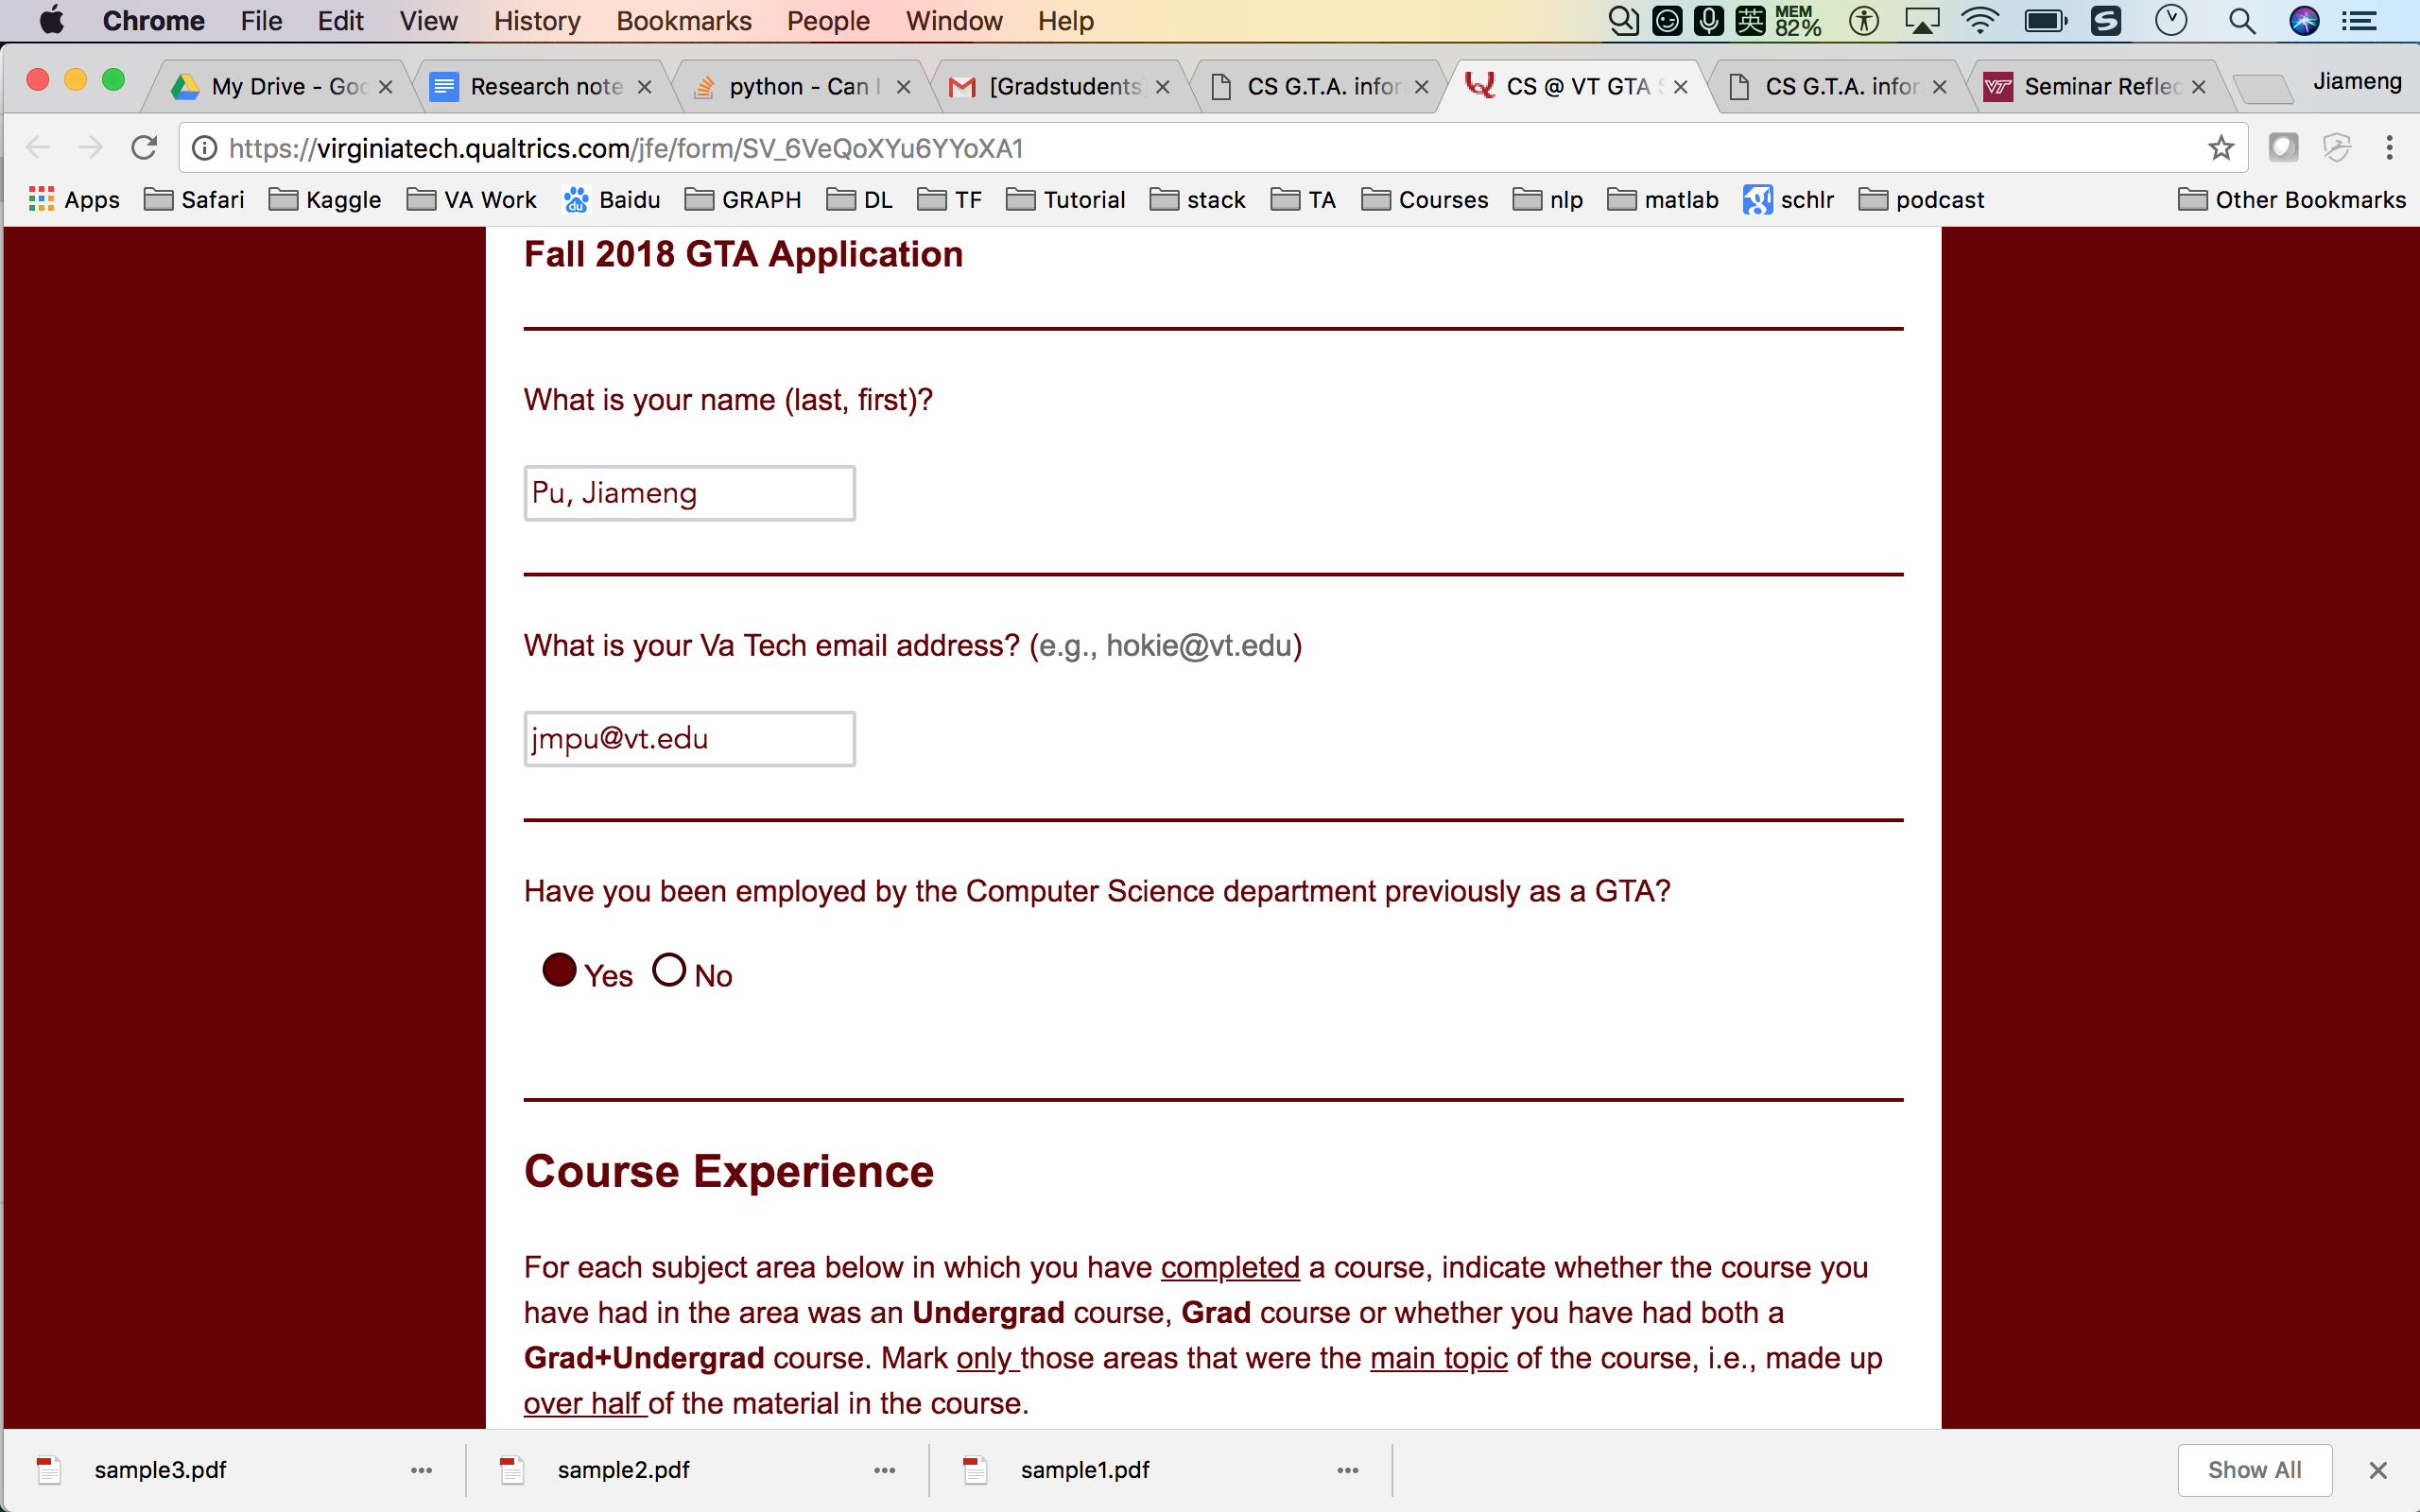 Chrome File Edit View History Bookmarks People Window Help 英 MEM 82%
My Drive - Goo Research note python - Can I [Gradstudents CS G.T.A. infor CS @ VT GTA S CS G.T.A. infor Seminar Reflec Jiameng
https://virginiatech.qualtrics.com/jfe/form/SV_6VeQoXYu6YYoXA1
Apps Safari Kaggle VA Work Baidu GRAPH DL TF Tutorial stack TA Courses nlp matlab schlr podcast Other Bookmarks
Fall 2018 GTA Application
What is your name (last, first)?
Pu, Jiameng
What is your Va Tech email address? (e.g., hokie@vt.edu)
jmpu@vt.edu
Have you been employed by the Computer Science department previously as a GTA?
Yes No
Course Experience
For each subject area below in which you have completed a course, indicate whether the course you
have had in the area was an Undergrad course, Grad course or whether you have had both a
Grad+Undergrad course. Mark only those areas that were the main topic of the course, i.e., made up
over half of the material in the course.
sample3.pdf sample2.pdf sample1.pdf Show All